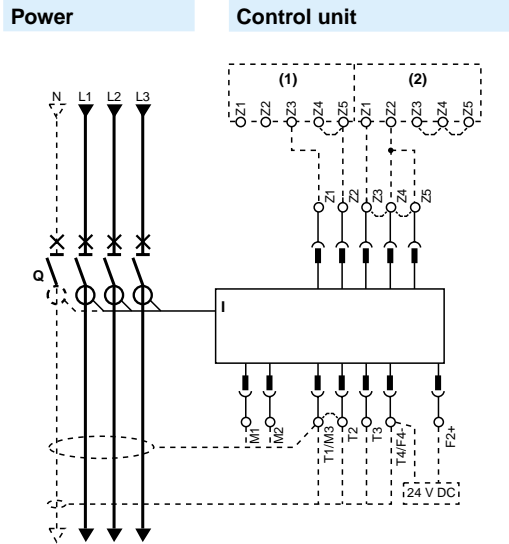 Power
Control unit
(1)
(2)
Z1
Z2
Z3
Z4
Z5
Z1
Z2
Z3
Z4
Z5
N
L1
L2
L3
Z1
Z2
Z3
Z4
Z5
Q
I
M1
M2
T1/M3
T2
T3
T4/F4-
F2+
24 V DC